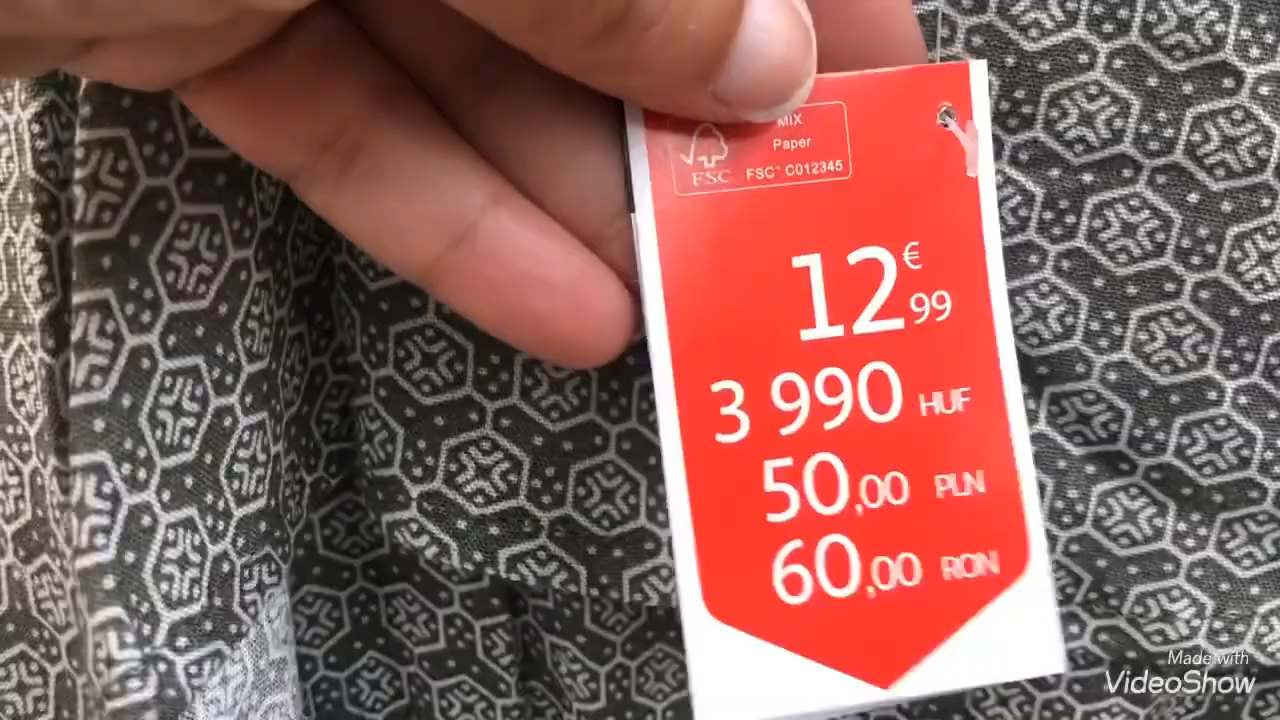 MIX
Paper
FSC FSC® C012345
12€99
3 990 HUF
50,00 PLN
60,00 RON
Made with
VideoShow